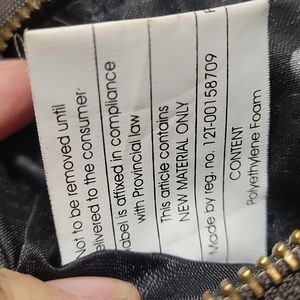 Not to be removed until
delivered to the consumer.
Label is affixed in compliance
with Provincial law
This article contains
NEW MATERIAL ONLY
Made by reg. no. 12T-00158709
CONTENT
Polyethylene Foam